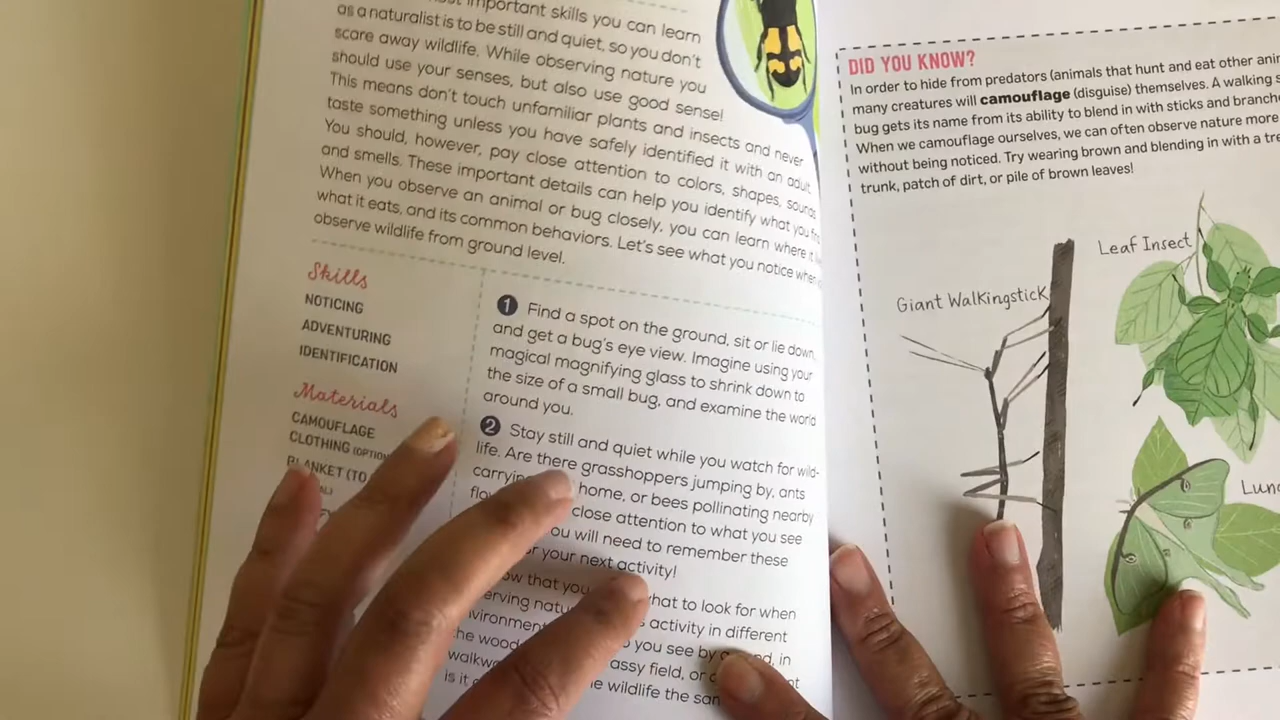 important skills you can learn
as a naturalist is to be still and quiet, so you don't
scare away wildlife. While observing nature you
should use your senses, but also use good sense!
This means don't touch unfamiliar plants and insects and never
taste something unless you have safely identified it with an adult.
You should, however, pay close attention to colors, shapes, sounds
and smells. These important details can help you identify what you
When you observe an animal or bug closely, you can learn where it
what it eats, and its common behaviors. Let's see what you notice when
observe wildlife from ground level.
Skills
NOTICING
ADVENTURING
IDENTIFICATION
Materials
CAMOUFLAGE
CLOTHING
BLANKET (TO
1 Find a spot on the ground, sit or lie down,
and get a bug's eye view. Imagine using your
magical magnifying glass to shrink down to
the size of a small bug, and examine the world
around you.
2 Stay still and quiet while you watch for wild-
life. Are there grasshoppers jumping by, ants
home, or bees pollinating nearby
close attention to what you see
ou will need to remember these
your next activity!
ow that you what to look for when
activity in different
you see by in
the assy field, or
is it wildlife the
DID YOU KNOW?
In order to hide from predators (animals that hunt and eat other
many creatures will camouflage (disguise) themselves. A walking
bug gets its name from its ability to blend in with sticks and
When we camouflage ourselves, we can often observe nature more
without being noticed. Try wearing brown and blending in with a
trunk, patch of dirt, or pile of brown leaves!
Leaf Insect
Giant Walkingstick
Lun